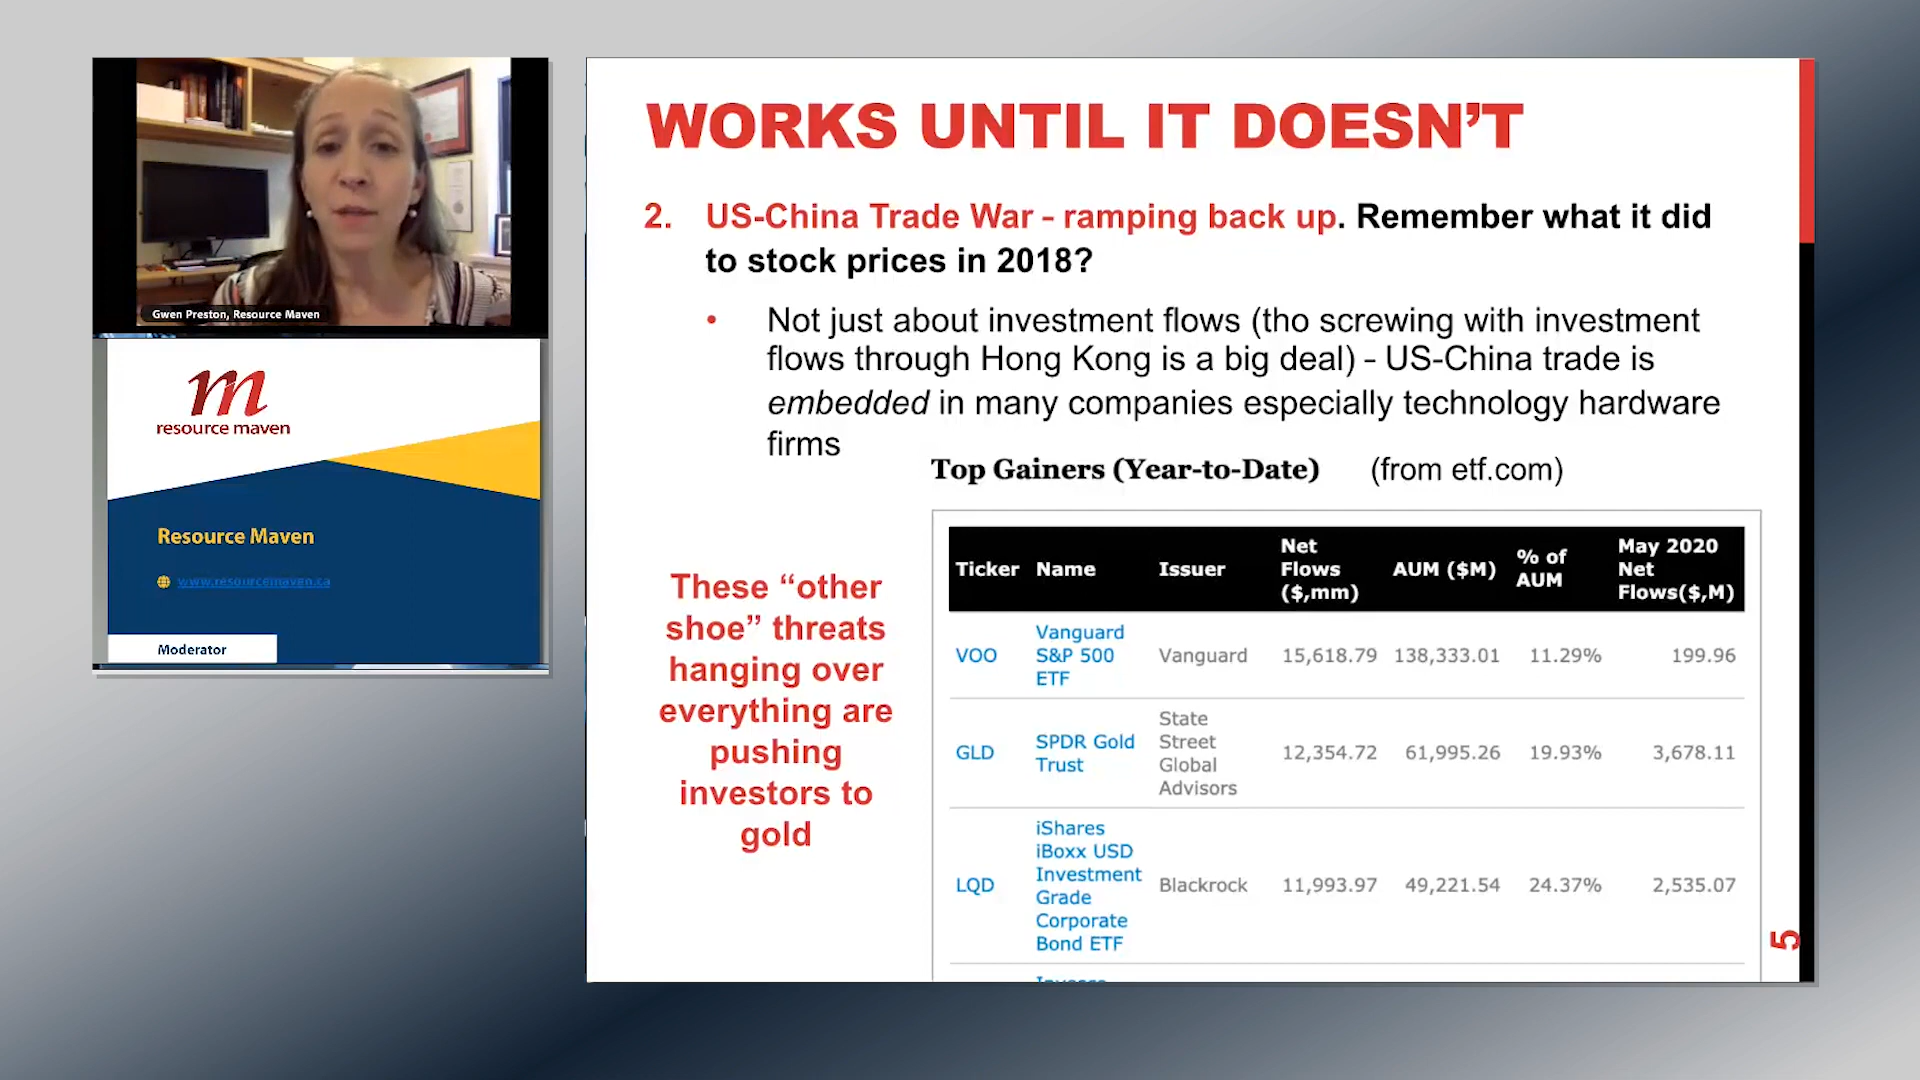 Gwen Preston, Resource Maven
m
resource maven
Resource Maven
www.resourcemaven.ca
Moderator
WORKS UNTIL IT DOESN’T
2. US-China Trade War - ramping back up. Remember what it did
to stock prices in 2018?
• Not just about investment flows (tho screwing with investment
flows through Hong Kong is a big deal) - US-China trade is
embedded in many companies especially technology hardware
firms
Top Gainers (Year-to-Date) (from etf.com)
These “other
shoe” threats
hanging over
everything are
pushing
investors to
gold
Ticker Name Issuer Net Flows ($,mm) AUM ($M) % of AUM May 2020 Net Flows($,M)
VOO Vanguard S&P 500 ETF Vanguard 15,618.79 138,333.01 11.29% 199.96
GLD SPDR Gold Trust State Street Global Advisors 12,354.72 61,995.26 19.93% 3,678.11
LQD iShares iBoxx USD Investment Grade Corporate Bond ETF Blackrock 11,993.97 49,221.54 24.37% 2,535.07
5